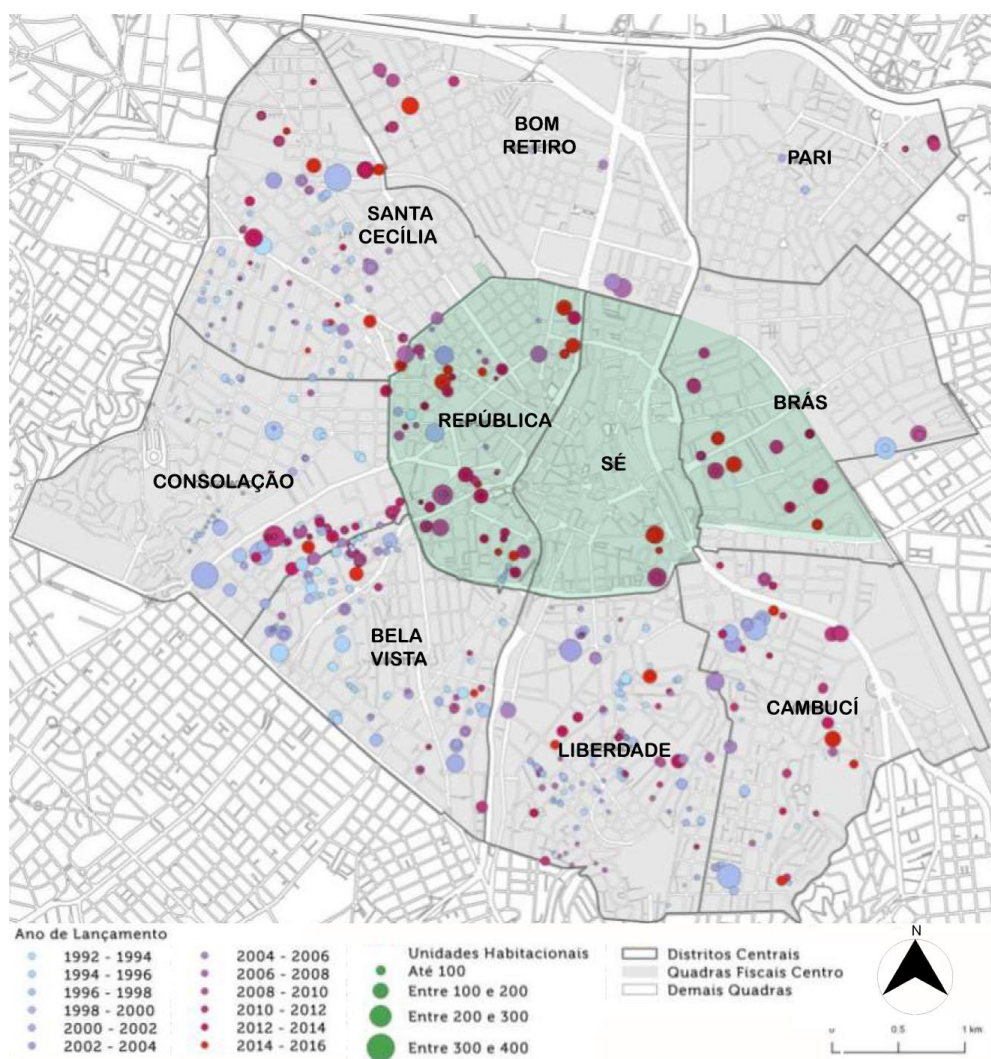 BOM
RETIRO
PARI
SANTA
CECÍLIA
BRÁS
REPÚBLICA
SÉ
CONSOLAÇÃO
BELA
VISTA
CAMBUCÍ
LIBERDADE
Ano de Lançamento
1992 - 1994
1994 - 1996
1996 - 1998
1998 - 2000
2000 - 2002
2002 - 2004
2004 - 2006
2006 - 2008
2008 - 2010
2010 - 2012
2012 - 2014
2014 - 2016
Unidades Habitacionais
Até 100
Entre 100 e 200
Entre 200 e 300
Entre 300 e 400
Distritos Centrais
Quadras Fiscais Centro
Demais Quadras
N
0 0.5 1 km